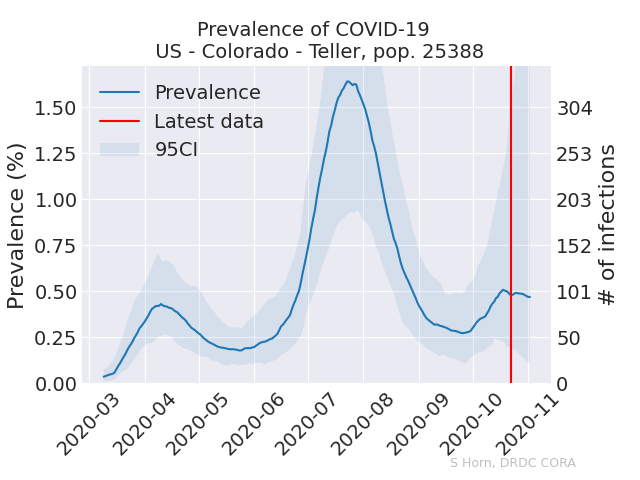 Prevalence of COVID-19
US - Colorado - Teller, pop. 25388
Prevalence
Latest data
95CI
Prevalence (%)
1.50
1.25
1.00
0.75
0.50
0.25
0.00
304
253
203
152
101
50
0
# of infections
2020-03
2020-04
2020-05
2020-06
2020-07
2020-08
2020-09
2020-10
2020-11
S Horn, DRDC CORA